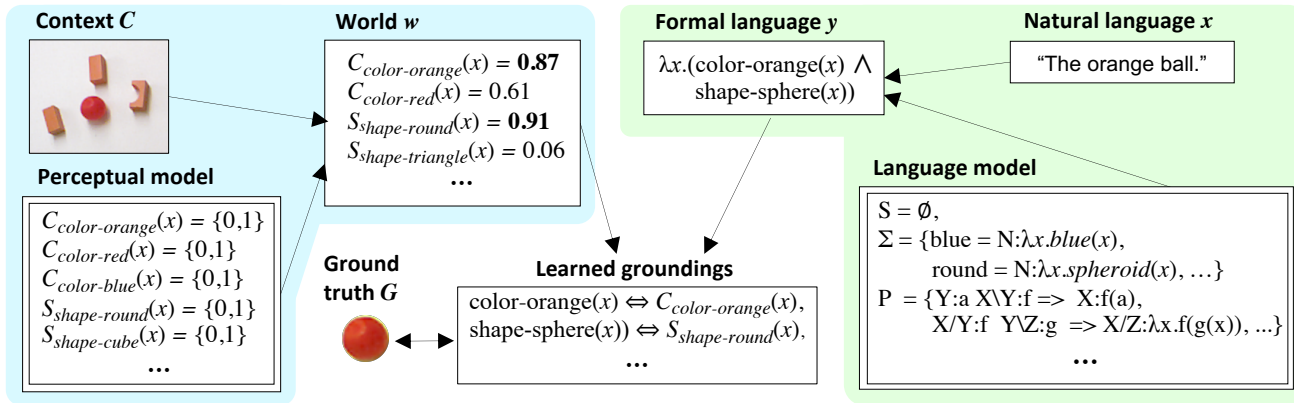 Context C
World w
Formal language y
Natural language x
C_color-orange(x) = 0.87
C_color-red(x) = 0.61
S_shape-round(x) = 0.91
S_shape-triangle(x) = 0.06
...
λx.(color-orange(x) ∧
shape-sphere(x))
“The orange ball.”
Perceptual model
C_color-orange(x) = {0,1}
C_color-red(x) = {0,1}
C_color-blue(x) = {0,1}
S_shape-round(x) = {0,1}
S_shape-cube(x) = {0,1}
...
Ground
truth G
Learned groundings
color-orange(x) ⇔ C_color-orange(x),
shape-sphere(x)) ⇔ S_shape-round(x),
...
Language model
S = ∅,
Σ = {blue = N:λx.blue(x),
round = N:λx.spheroid(x), …}
P = {Y:a X\Y:f => X:f(a),
X/Y:f Y\Z:g => X/Z:λx.f(g(x)), ...}
...